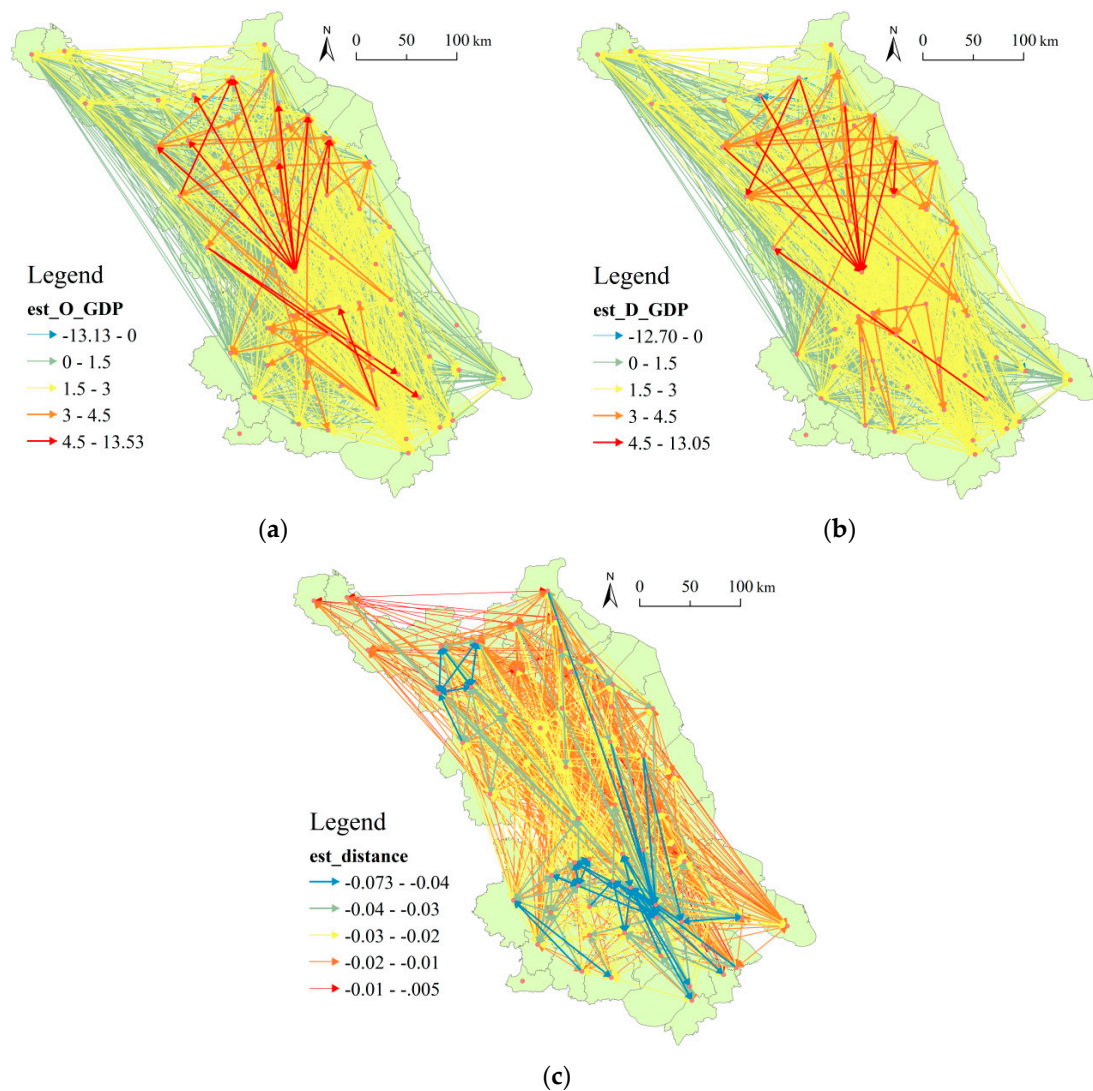 N
0 50 100 km
Legend
est_O_GDP
-13.13 - 0
0 - 1.5
1.5 - 3
3 - 4.5
4.5 - 13.53
(a)
N
0 50 100 km
Legend
est_D_GDP
-12.70 - 0
0 - 1.5
1.5 - 3
3 - 4.5
4.5 - 13.05
(b)
N
0 50 100 km
Legend
est_distance
-0.073 - -0.04
-0.04 - -0.03
-0.03 - -0.02
-0.02 - -0.01
-0.01 - -.005
(c)